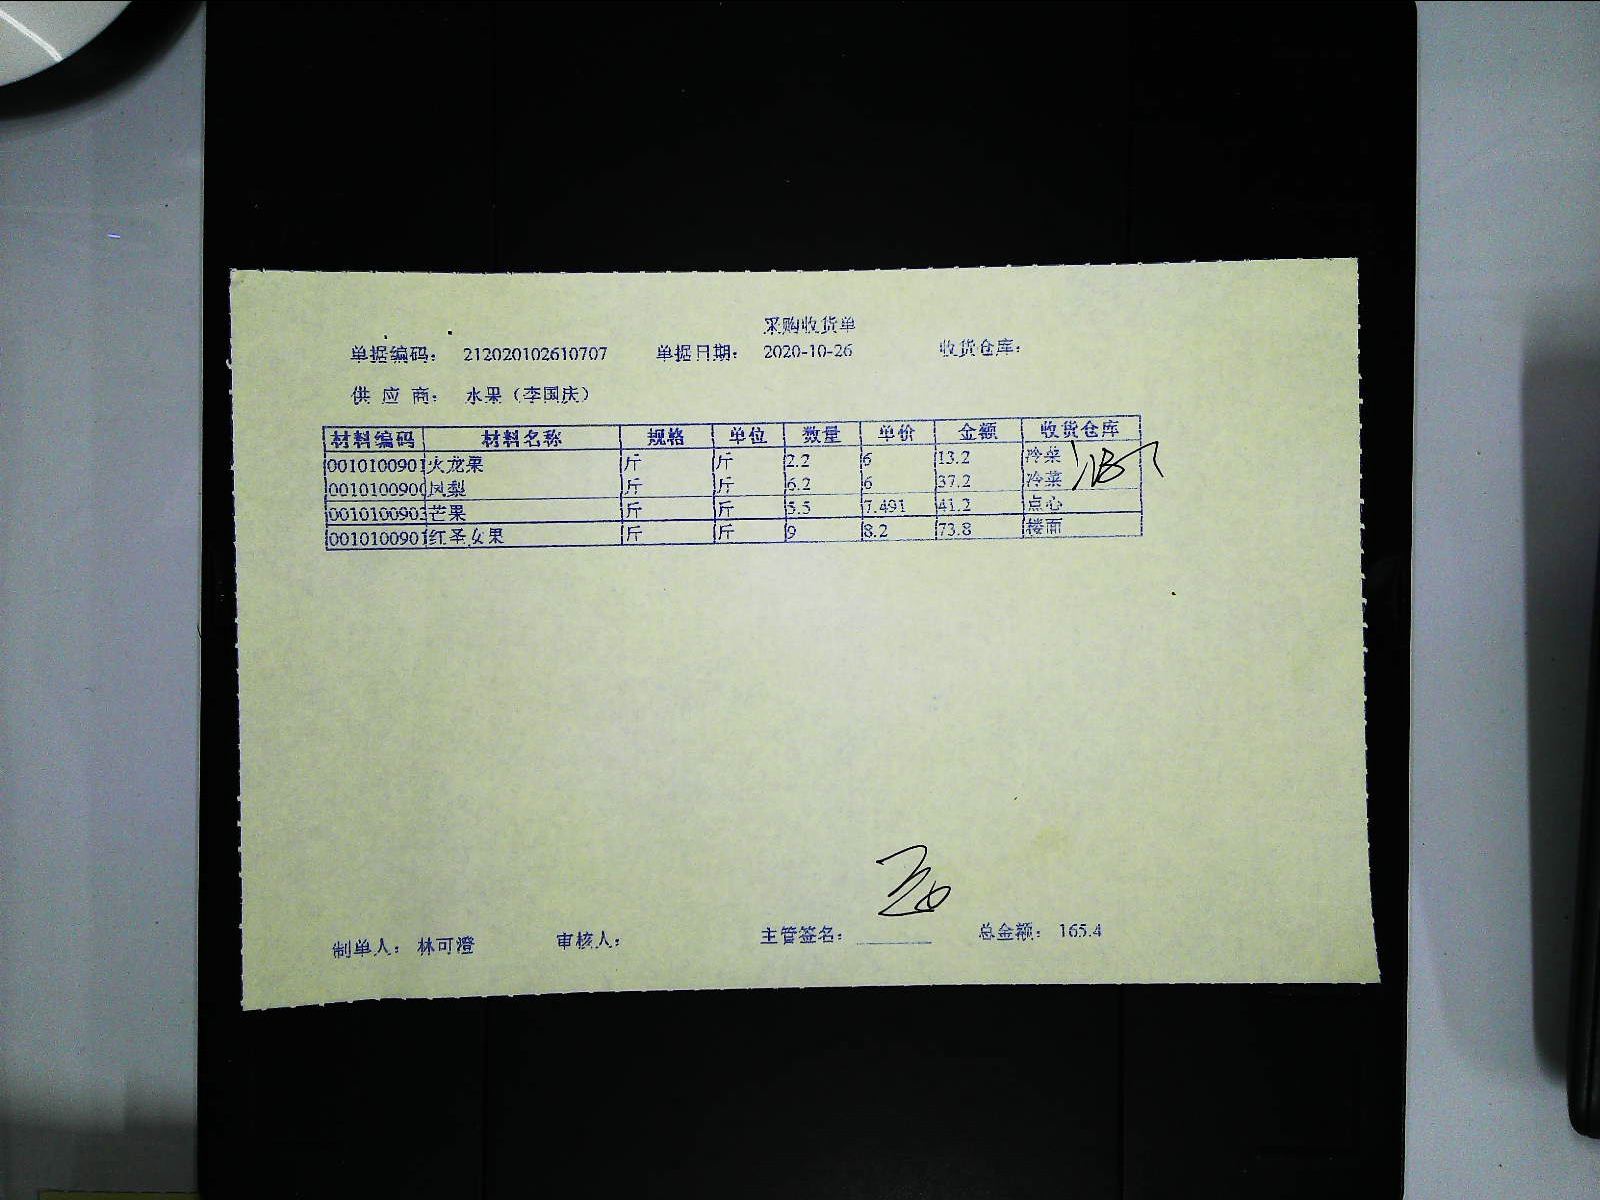 采购收货单
单据编码： 212020102610707 单据日期： 2020-10-26 收货仓库：
供 应 商： 水果（李国庆）
材料编码 材料名称 规格 单位 数量 单价 金额 收货仓库
0010100901 火龙果 斤 斤 2.2 6 13.2 冷菜
0010100900 凤梨 斤 斤 6.2 6 37.2 冷菜
0010100903 芒果 斤 斤 5.5 7.491 41.2 点心
0010100901 红圣女果 斤 斤 9 8.2 73.8 楼面
制单人： 林可澄 审核人： 主管签名： 总金额： 165.4